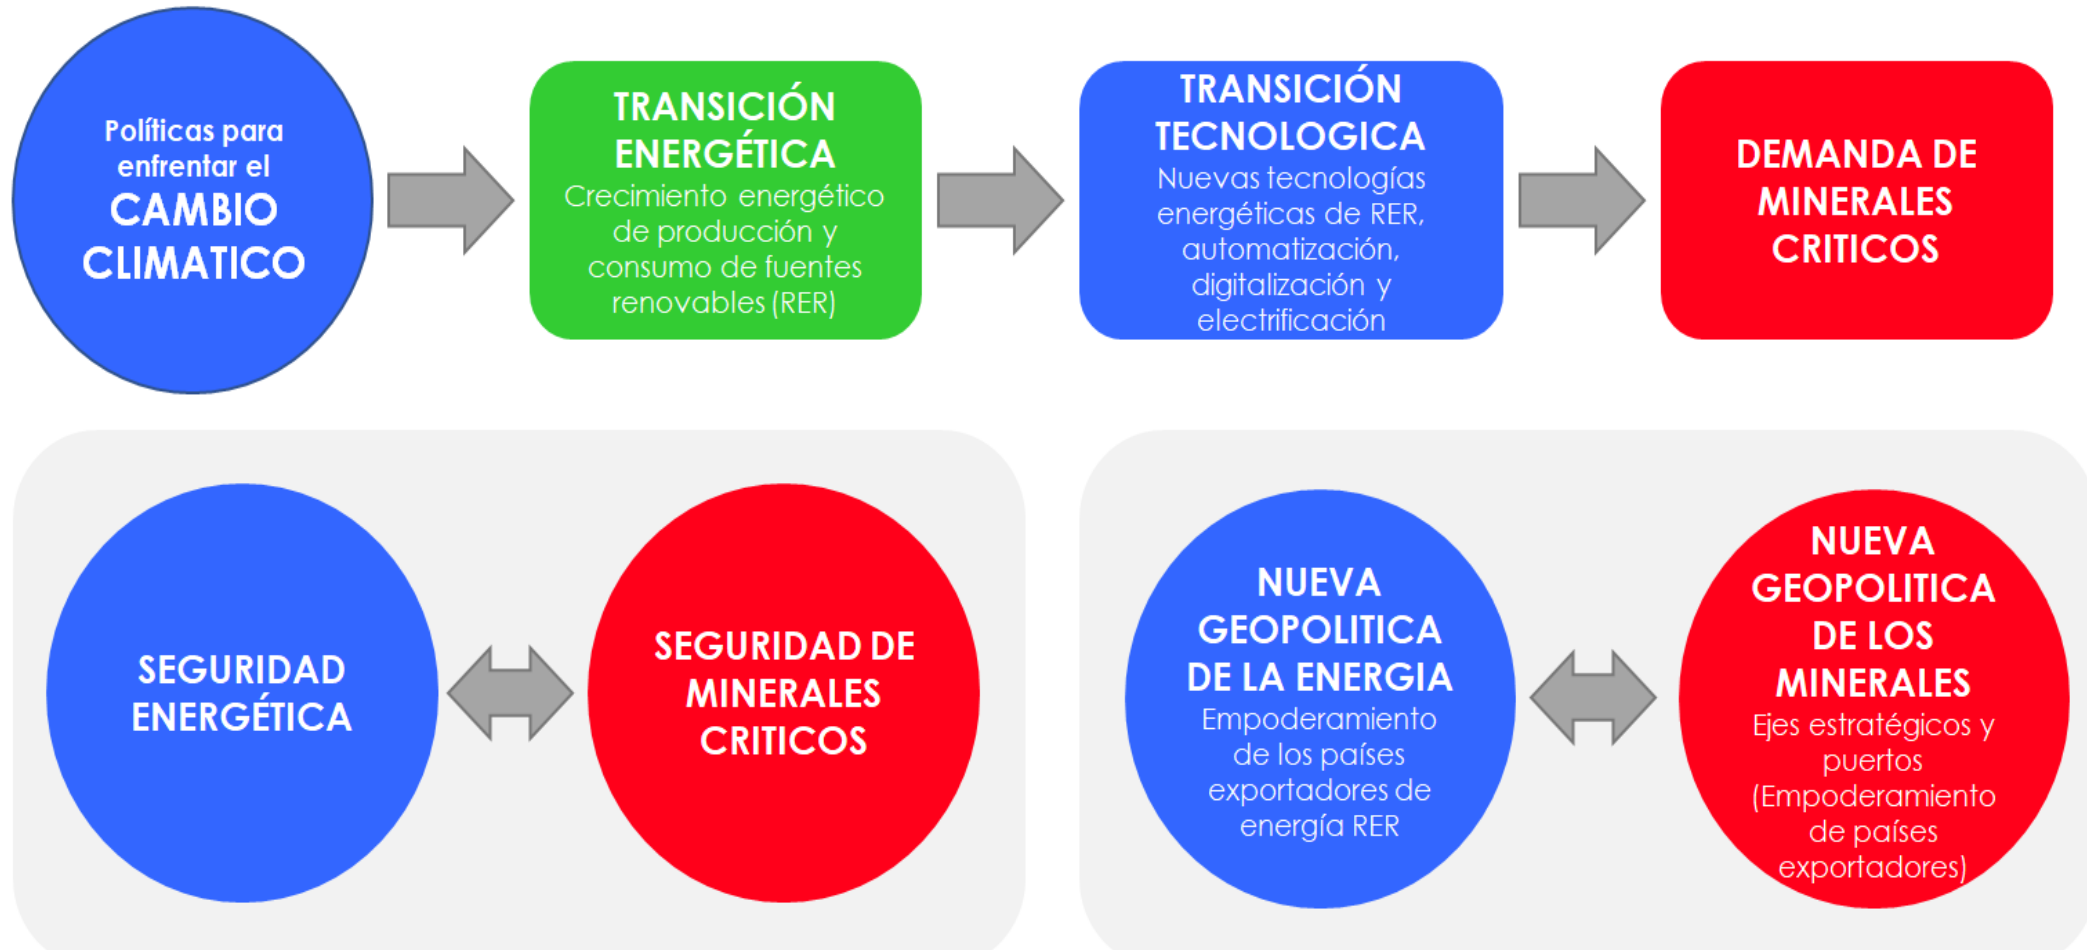 Políticas para
enfrentar el
CAMBIO
CLIMATICO
TRANSICIÓN
ENERGÉTICA
Crecimiento energético
de producción y
consumo de fuentes
renovables (RER)
TRANSICIÓN
TECNOLOGICA
Nuevas tecnologías
energéticas de RER,
automatización,
digitalización y
electrificación
DEMANDA DE
MINERALES
CRITICOS
SEGURIDAD
ENERGÉTICA
SEGURIDAD DE
MINERALES
CRITICOS
NUEVA
GEOPOLITICA
DE LA ENERGIA
Empoderamiento
de los países
exportadores de
energía RER
NUEVA
GEOPOLITICA
DE LOS
MINERALES
Ejes estratégicos y
puertos
(Empoderamiento
de países
exportadores)